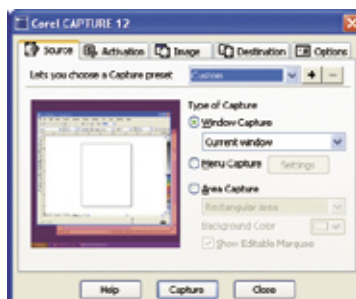 Corel CAPTURE 12
Source Activation Image Destination Options
Lets you choose a Capture preset Custom + -
Type of Capture
Window Capture
Current window
Menu Capture Settings
Area Capture
Rectangular area
Background Color
Show Editable Marquee
Help Capture Close